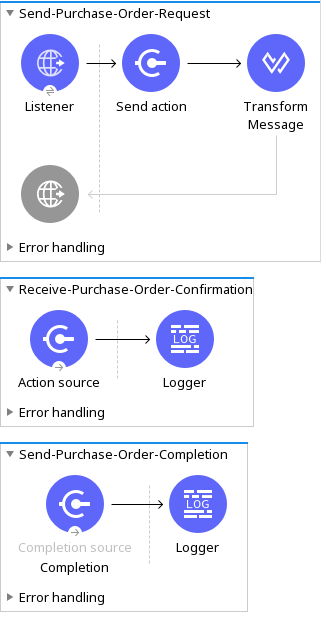 Send-Purchase-Order-Request
Listener
Send action
Transform
Message
Error handling
Receive-Purchase-Order-Confirmation
LOG
Action source
Logger
Error handling
Send-Purchase-Order-Completion
LOG
Completion source
Logger
Completion
Error handling